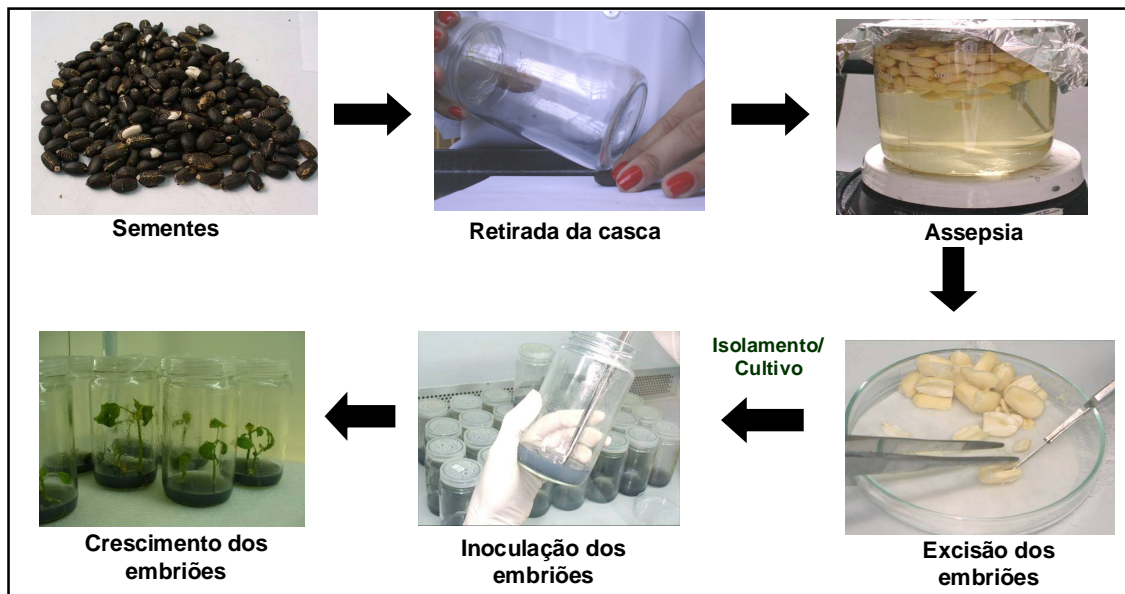 Sementes
Retirada da casca
Assepsia
Isolamento/
Cultivo
Excisão dos
embriões
Inoculação dos
embriões
Crescimento dos
embriões